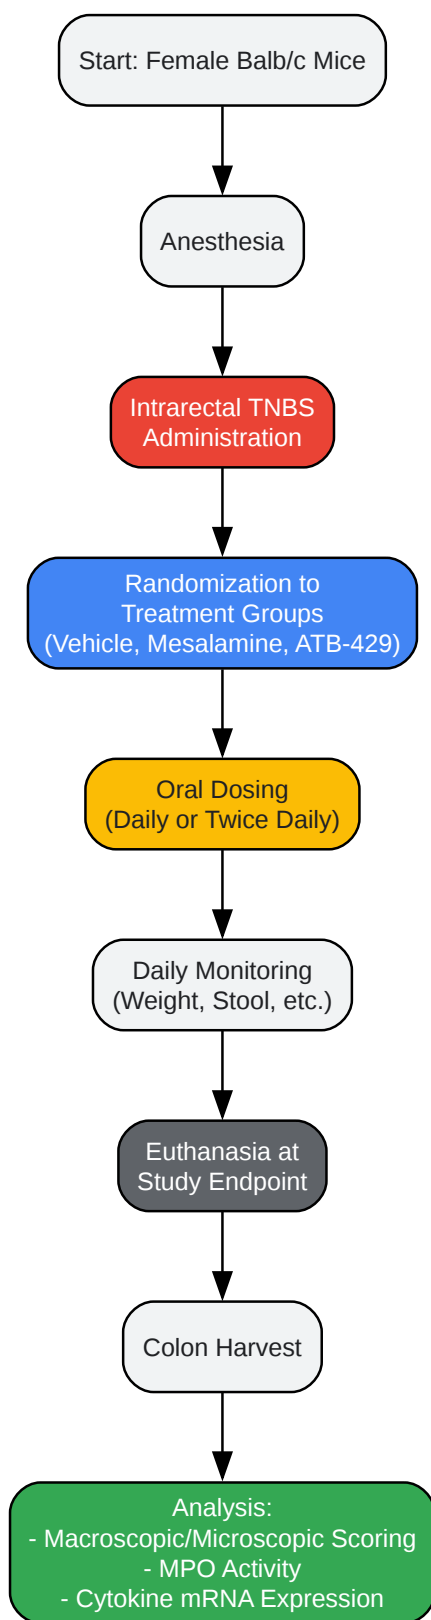 Start: Female Balb/c Mice
Anesthesia
Intrarectal TNBS
Administration
Randomization to
Treatment Groups
(Vehicle, Mesalamine, ATB-429)
Oral Dosing
(Daily or Twice Daily)
Daily Monitoring
(Weight, Stool, etc.)
Euthanasia at
Study Endpoint
Colon Harvest
Analysis:
- Macroscopic/Microscopic Scoring
- MPO Activity
- Cytokine mRNA Expression